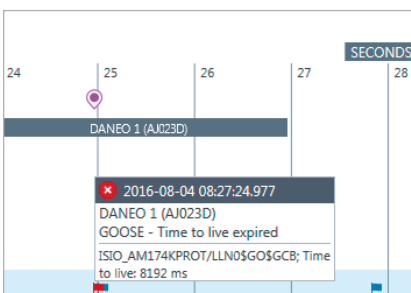 SECONDS
24 25 26 27 28
DANEO 1 (AJ023D)
2016-08-04 08:27:24.977
DANEO 1 (AJ023D)
GOOSE - Time to live expired
ISIO_AM174KPROT/LLN0$GO$GCB; Time
to live: 8192 ms